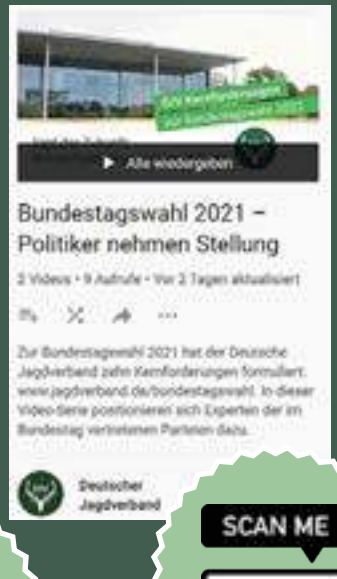 Alle wiedergeben
Bundestagswahl 2021 –
Politiker nehmen Stellung
2 Videos • 9 Aufrufe • Vor 2 Tagen aktualisiert
Zur Bundestagswahl 2021 hat der Deutsche
Jagdverband zehn Kernforderungen formuliert:
www.jagdverband.de/bundestagswahl. In dieser
Video-Serie positionieren sich Experten der im
Bundestag vertretenen Parteien dazu.
Deutscher
Jagdverband
SCAN ME